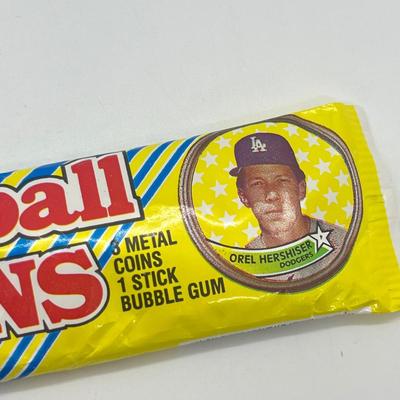 ball
NS
3 METAL
COINS
1 STICK
BUBBLE GUM
LA
OREL HERSHISER
DODGERS